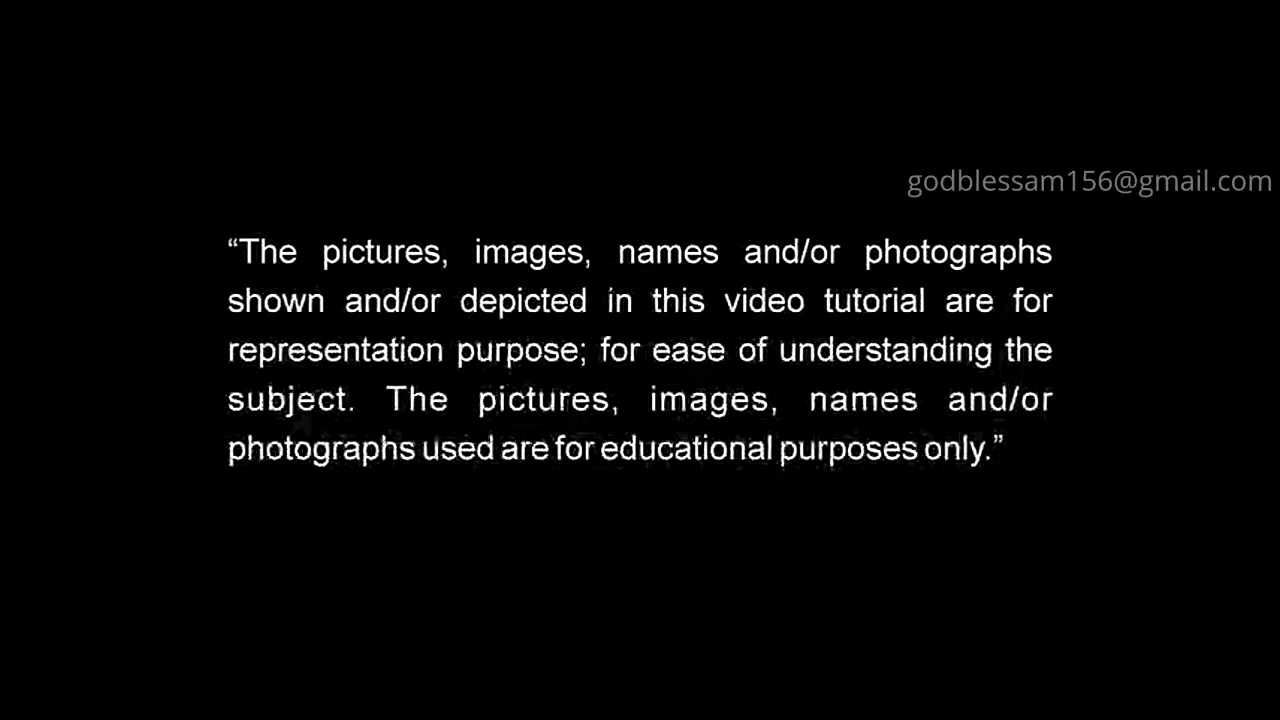 godblessam156@gmail.com
“The pictures, images, names and/or photographs
shown and/or depicted in this video tutorial are for
representation purpose; for ease of understanding the
subject. The pictures, images, names and/or
photographs used are for educational purposes only.”